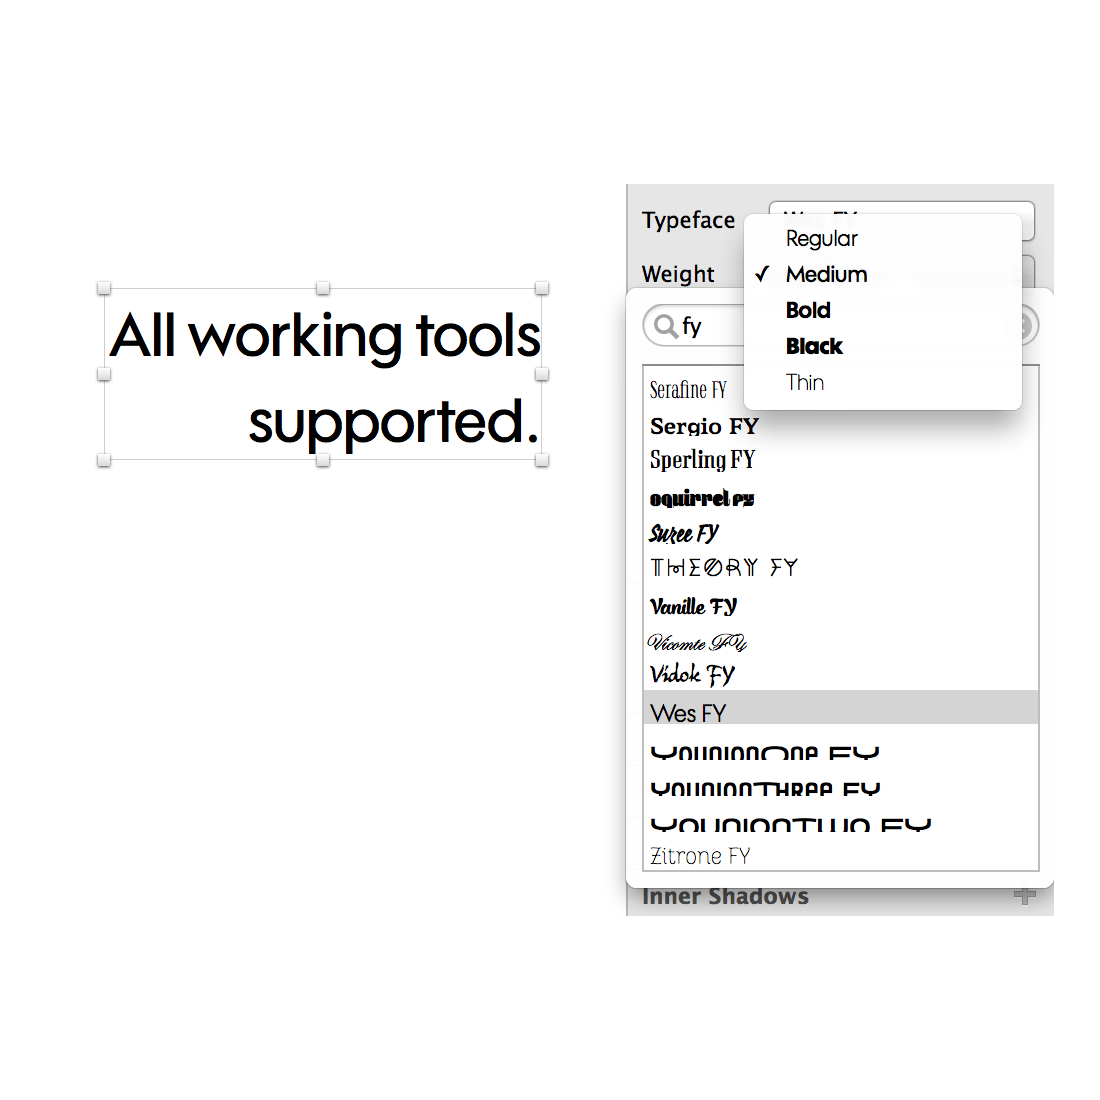 All working tools
supported.
Typeface
Wes FY
Regular
Weight
✓ Medium
Bold
Black
Thin
fy
Serafine FY
Sergio FY
Sperling FY
Squirrel FY
Suree FY
THEORY FY
Vanille FY
Vicomte FY
Vidok FY
Wes FY
YounionOne FY
YounionThree FY
YounionTwo FY
Zitrone FY
Inner Shadows